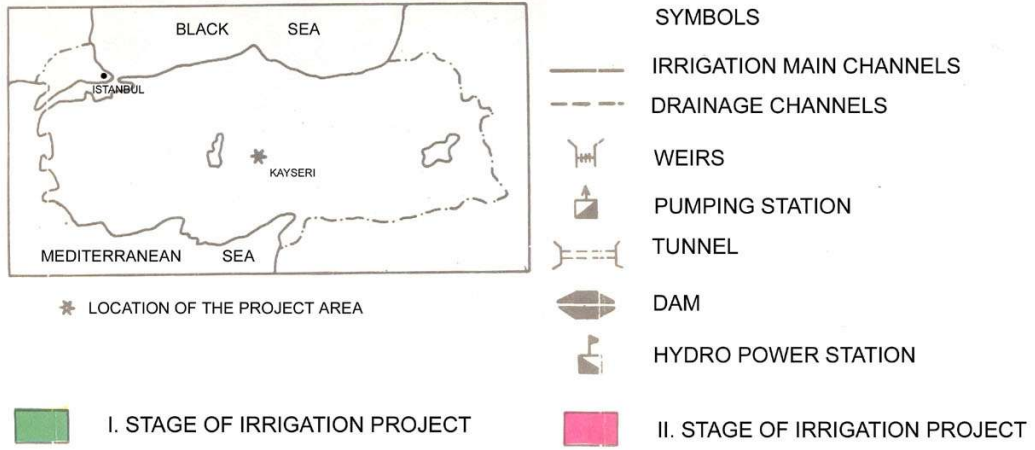 BLACK SEA
ISTANBUL
KAYSERI
MEDITERRANEAN SEA
LOCATION OF THE PROJECT AREA
I. STAGE OF IRRIGATION PROJECT
SYMBOLS
IRRIGATION MAIN CHANNELS
DRAINAGE CHANNELS
WEIRS
PUMPING STATION
TUNNEL
DAM
HYDRO POWER STATION
II. STAGE OF IRRIGATION PROJECT